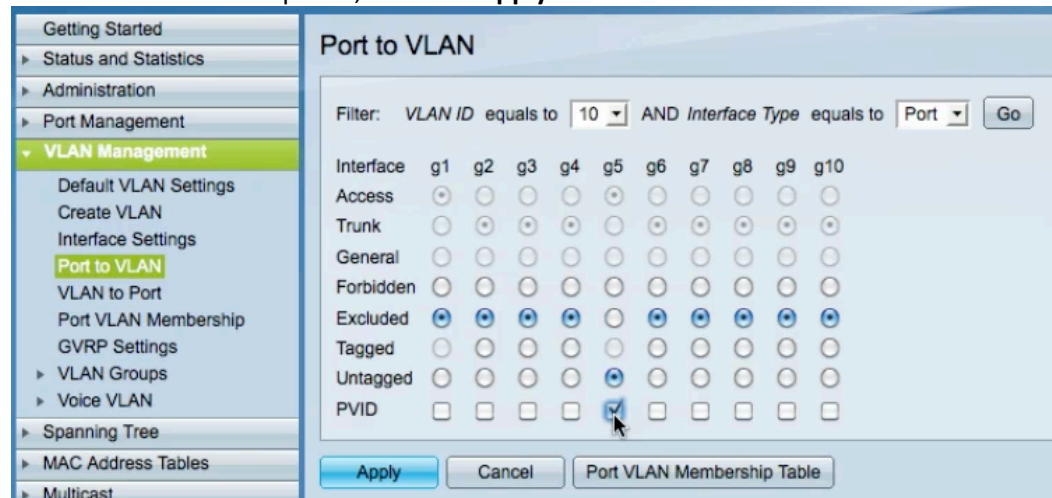 Getting Started
Status and Statistics
Administration
Port Management
VLAN Management
Default VLAN Settings
Create VLAN
Interface Settings
Port to VLAN
VLAN to Port
Port VLAN Membership
GVRP Settings
VLAN Groups
Voice VLAN
Spanning Tree
MAC Address Tables
Multicast
Port to VLAN
Filter: VLAN ID equals to 10 AND Interface Type equals to Port Go
Interface g1 g2 g3 g4 g5 g6 g7 g8 g9 g10
Access
Trunk
General
Forbidden
Excluded
Tagged
Untagged
PVID
Apply Cancel Port VLAN Membership Table